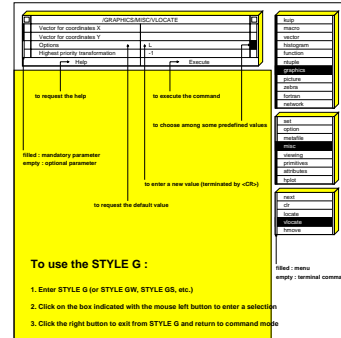 /GRAPHICS/MISC/VLOCATE
Vector for coordinates X
Vector for coordinates Y
Options L
Highest priority transformation -1
Help Execute
to request the help
to execute the command
to choose among some predefined values
filled : mandatory parameter
empty : optional parameter
to enter a new value (terminated by <CR>)
to request the default value
To use the STYLE G :
1. Enter STYLE G (or STYLE GW, STYLE GS, etc.)
2. Click on the box indicated with the mouse left button to enter a selection
3. Click the right button to exit from STYLE G and return to command mode
kuip
macro
vector
histogram
function
ntuple
graphics
picture
zebra
fortran
network
set
option
metafile
misc
viewing
primitives
attributes
hplot
next
clr
locate
vlocate
hmove
filled : menu
empty : terminal comma